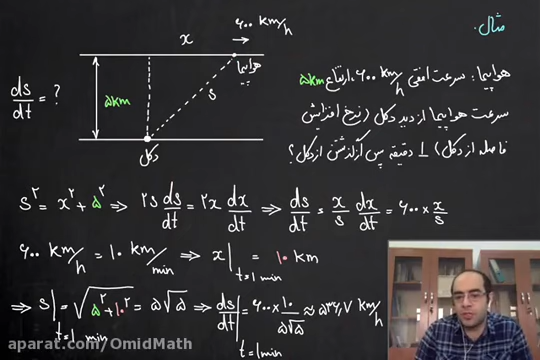 مثال.
x
۶۰۰ km/h
هواپیما
ds/dt = ?
۵km
s
دکل
هواپیما: سرعت افقی ۶۰۰ km/h، ارتفاع ۵km
سرعت هواپیما از دید دکل (نرخ افزایش
فاصله از دکل) ۱ دقیقه پس از گذشتن از دکل؟
s² = x² + ۵² ⇒ ۲s ds/dt = ۲x dx/dt ⇒ ds/dt = x/s dx/dt = ۶۰۰ × x/s
۶۰۰ km/h = ۱۰ km/min ⇒ x|t=۱ min = ۱۰ km
⇒ s|t=۱ min = √(۵²+۱۰²) = ۵√۵ ⇒ ds/dt|t=۱min = ۶۰۰ × ۱۰/۵√۵ ≈ ۵۳۶٫۷ km/h
aparat.com/OmidMath